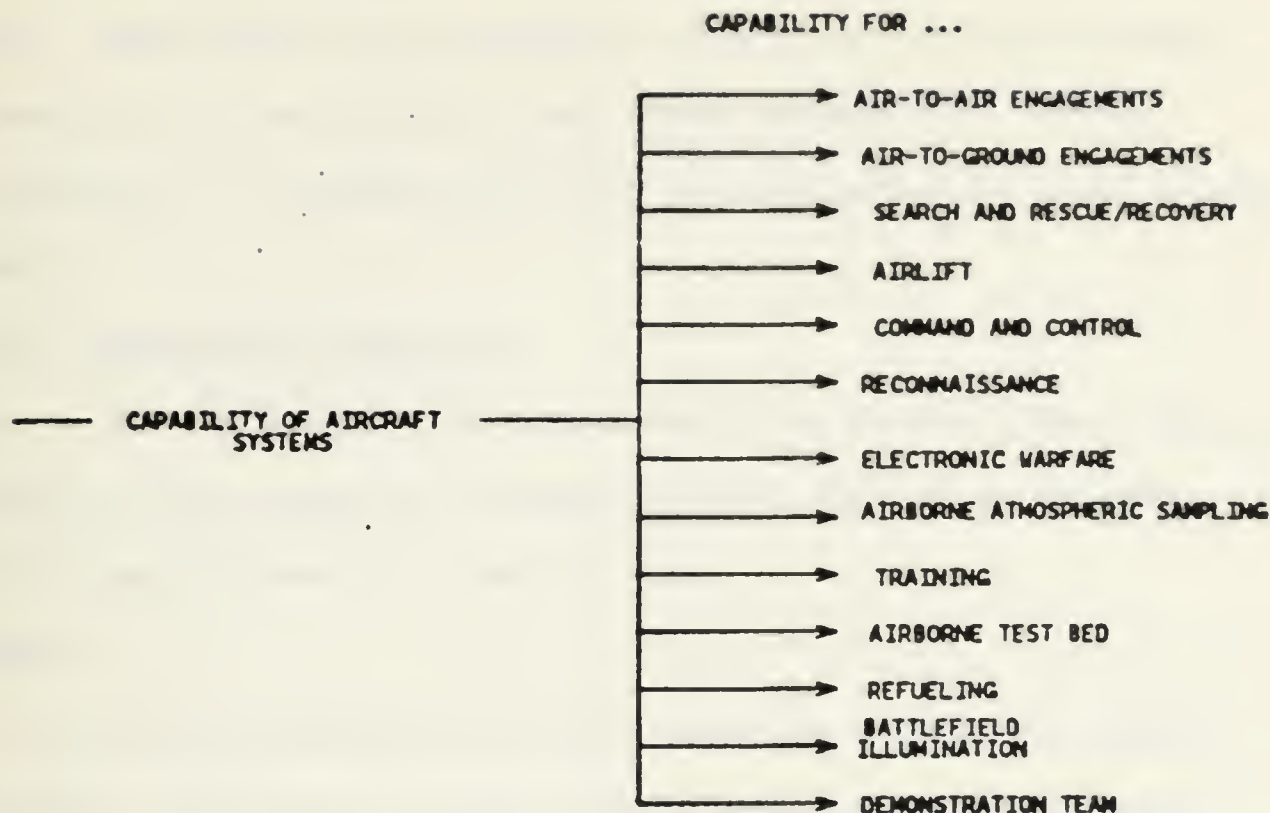 CAPABILITY FOR ...
AIR-TO-AIR ENGAGEMENTS
AIR-TO-GROUND ENGAGEMENTS
SEARCH AND RESCUE/RECOVERY
AIRLIFT
COMMAND AND CONTROL
RECONNAISSANCE
CAPABILITY OF AIRCRAFT
SYSTEMS
ELECTRONIC WARFARE
AIRBORNE ATMOSPHERIC SAMPLING
TRAINING
AIRBORNE TEST BED
REFUELING
BATTLEFIELD
ILLUMINATION
DEMONSTRATION TEAM